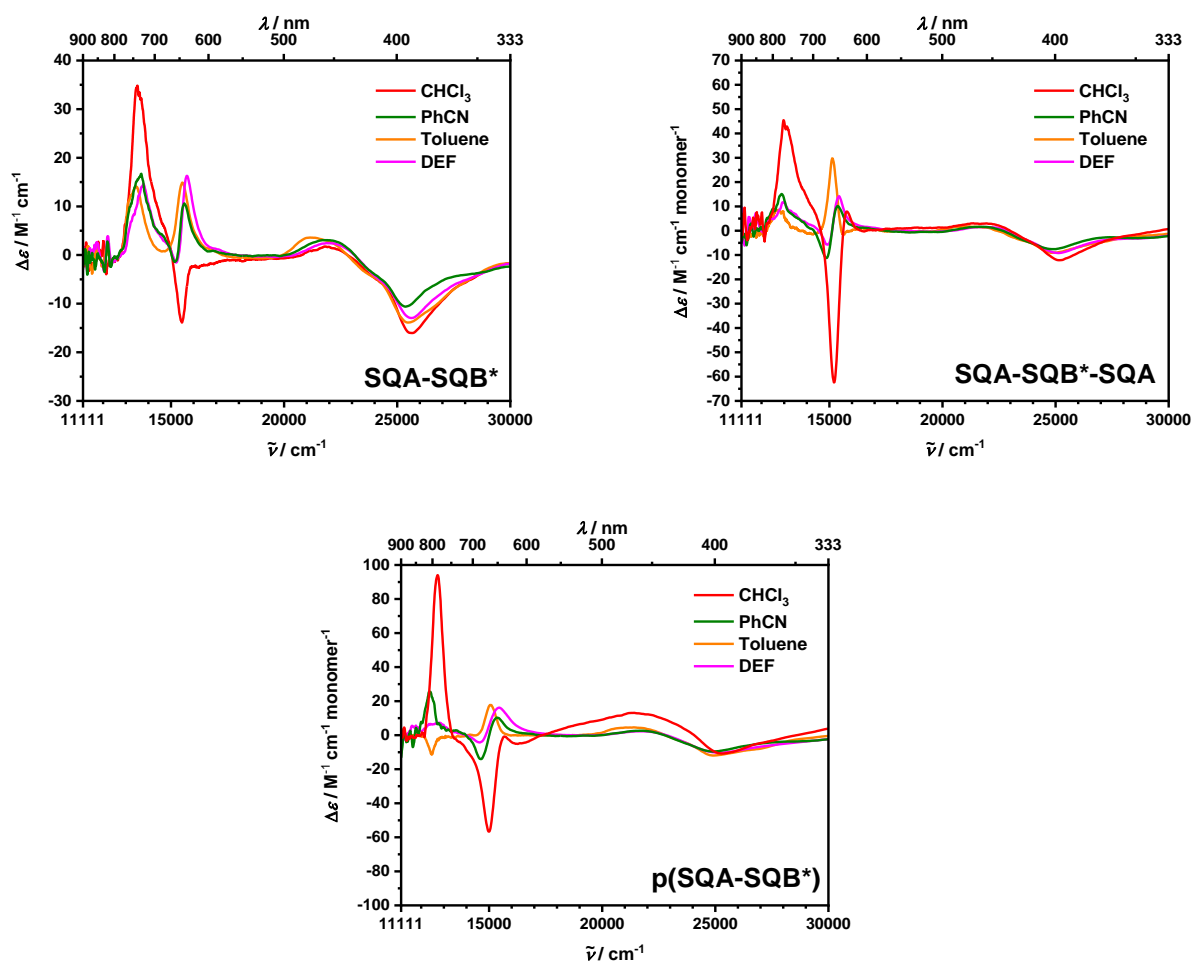 λ / nm
900 800 700 600 500 400 333
40
30
20
10
0
-10
-20
-30
Δε / M-1 cm-1
CHCl3
PhCN
Toluene
DEF
SQA-SQB*
11111 15000 20000 25000 30000
ṽ / cm-1
λ / nm
900 800 700 600 500 400 333
70
60
50
40
30
20
10
0
-10
-20
-30
-40
-50
-60
-70
Δε / M-1 cm-1 monomer-1
CHCl3
PhCN
Toluene
DEF
SQA-SQB*-SQA
11111 15000 20000 25000 30000
ṽ / cm-1
λ / nm
900 800 700 600 500 400 333
100
80
60
40
20
0
-20
-40
-60
-80
-100
Δε / M-1 cm-1 monomer-1
CHCl3
PhCN
Toluene
DEF
p(SQA-SQB*)
11111 15000 20000 25000 30000
ṽ / cm-1